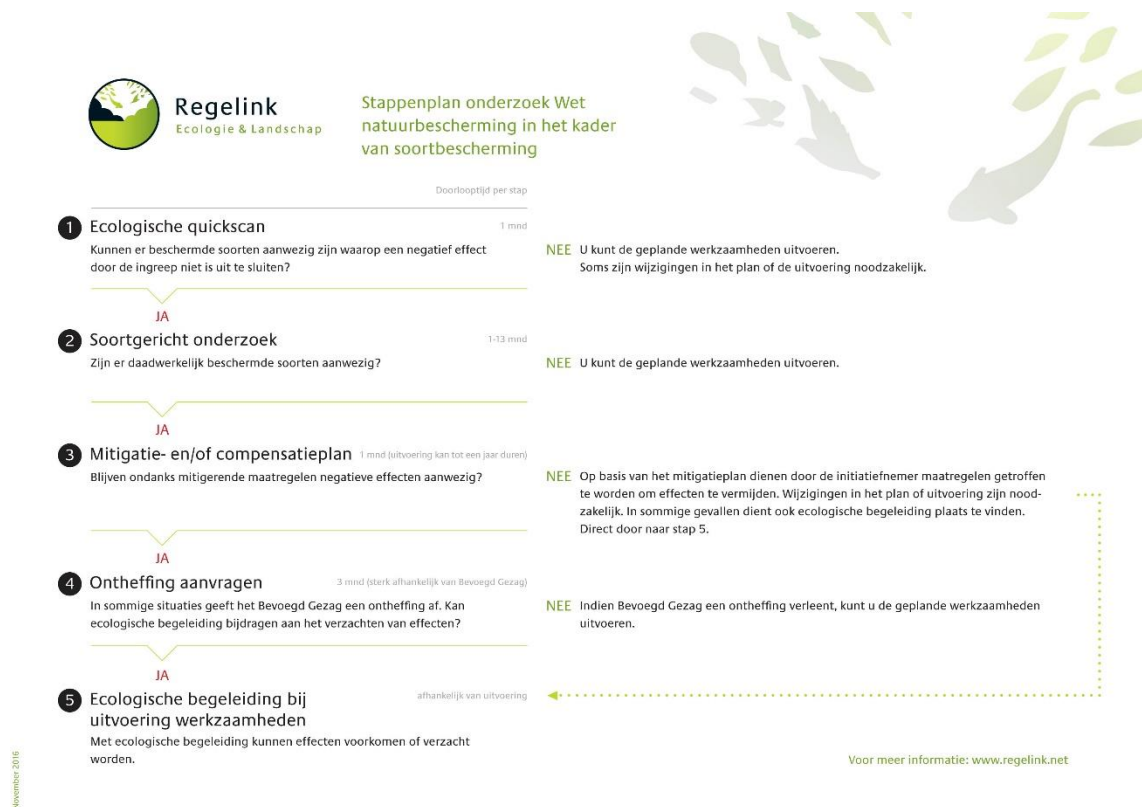 Regelink
Ecologie & Landschap
Stappenplan onderzoek Wet
natuurbescherming in het kader
van soortbescherming
Doorlooptijd per stap
1 Ecologische quickscan 1 mnd
Kunnen er beschermde soorten aanwezig zijn waarop een negatief effect
door de ingreep niet is uit te sluiten?
NEE U kunt de geplande werkzaamheden uitvoeren.
Soms zijn wijzigingen in het plan of de uitvoering noodzakelijk.
JA
2 Soortgericht onderzoek 1-13 mnd
Zijn er daadwerkelijk beschermde soorten aanwezig?
NEE U kunt de geplande werkzaamheden uitvoeren.
JA
3 Mitigatie- en/of compensatieplan 1 mnd (uitvoering kan tot een jaar duren)
Blijven ondanks mitigerende maatregelen negatieve effecten aanwezig?
NEE Op basis van het mitigatieplan dienen door de initiatiefnemer maatregelen getroffen
te worden om effecten te vermijden. Wijzigingen in het plan of uitvoering zijn nood-
zakelijk. In sommige gevallen dient ook ecologische begeleiding plaats te vinden.
Direct door naar stap 5.
JA
4 Ontheffing aanvragen 3 mnd (sterk afhankelijk van Bevoegd Gezag)
In sommige situaties geeft het Bevoegd Gezag een ontheffing af. Kan
ecologische begeleiding bijdragen aan het verzachten van effecten?
NEE Indien Bevoegd Gezag een ontheffing verleent, kunt u de geplande werkzaamheden
uitvoeren.
JA
5 Ecologische begeleiding bij afhankelijk van uitvoering
uitvoering werkzaamheden
Met ecologische begeleiding kunnen effecten voorkomen of verzacht
worden.
Voor meer informatie: www.regelink.net
November 2016